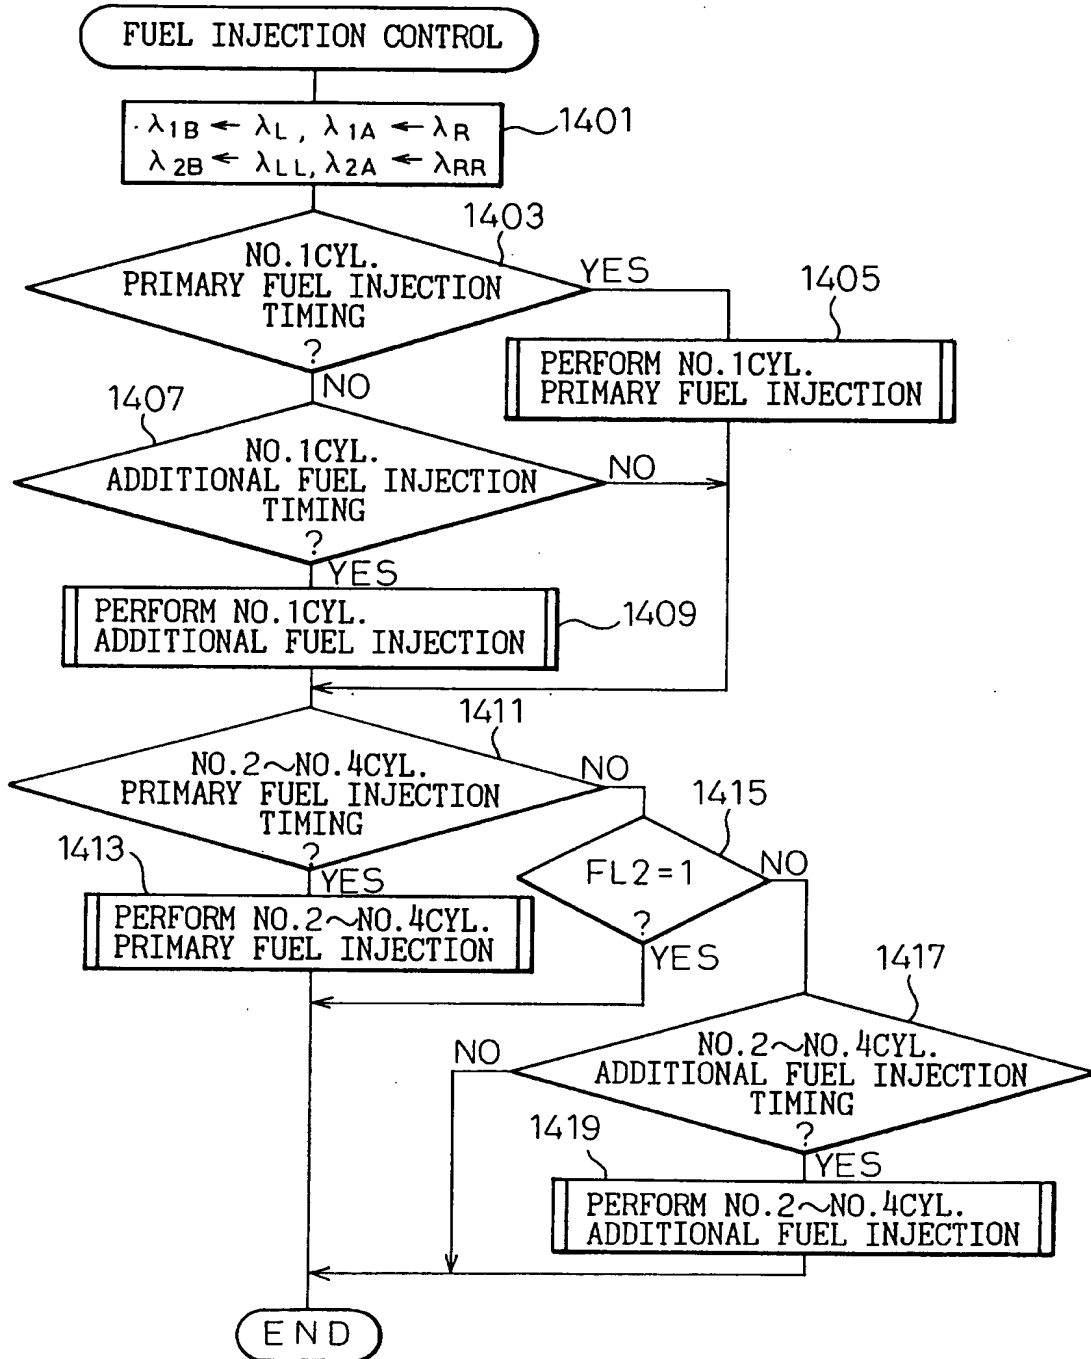 FUEL INJECTION CONTROL
λ1B ← λL, λ1A ← λR
λ2B ← λLL, λ2A ← λRR
1401
1403
NO.1CYL.
PRIMARY FUEL INJECTION
TIMING
?
YES
NO
1405
PERFORM NO.1CYL.
PRIMARY FUEL INJECTION
1407
NO.1CYL.
ADDITIONAL FUEL INJECTION
TIMING
?
NO
YES
PERFORM NO.1CYL.
ADDITIONAL FUEL INJECTION
1409
1411
NO.2~NO.4CYL.
PRIMARY FUEL INJECTION
TIMING
?
NO
YES
1413
PERFORM NO.2~NO.4CYL.
PRIMARY FUEL INJECTION
1415
FL2=1
?
NO
YES
1417
NO.2~NO.4CYL.
ADDITIONAL FUEL INJECTION
TIMING
?
NO
YES
1419
PERFORM NO.2~NO.4CYL.
ADDITIONAL FUEL INJECTION
END